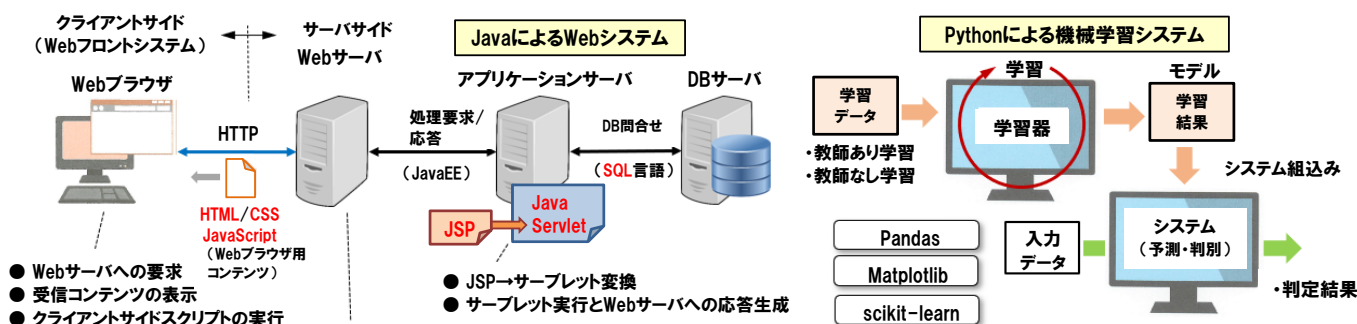 クライアントサイド
(Webフロントシステム)
サーバサイド
Webサーバ
JavaによるWebシステム
Webブラウザ
アプリケーションサーバ
DBサーバ
HTTP
処理要求/
応答
(JavaEE)
DB問合せ
(SQL言語)
HTML/CSS
JavaScript
(Webブラウザ用
コンテンツ)
JSP
Java
Servlet
● Webサーバへの要求
● 受信コンテンツの表示
● クライアントサイドスクリプトの実行
● JSP→サーブレット変換
● サーブレット実行とWebサーバへの応答生成
Pythonによる機械学習システム
学習
モデル
学習
データ
学習器
学習
結果
・教師あり学習
・教師なし学習
システム組込み
Pandas
Matplotlib
scikit-learn
入力
データ
システム
(予測・判別)
・判定結果